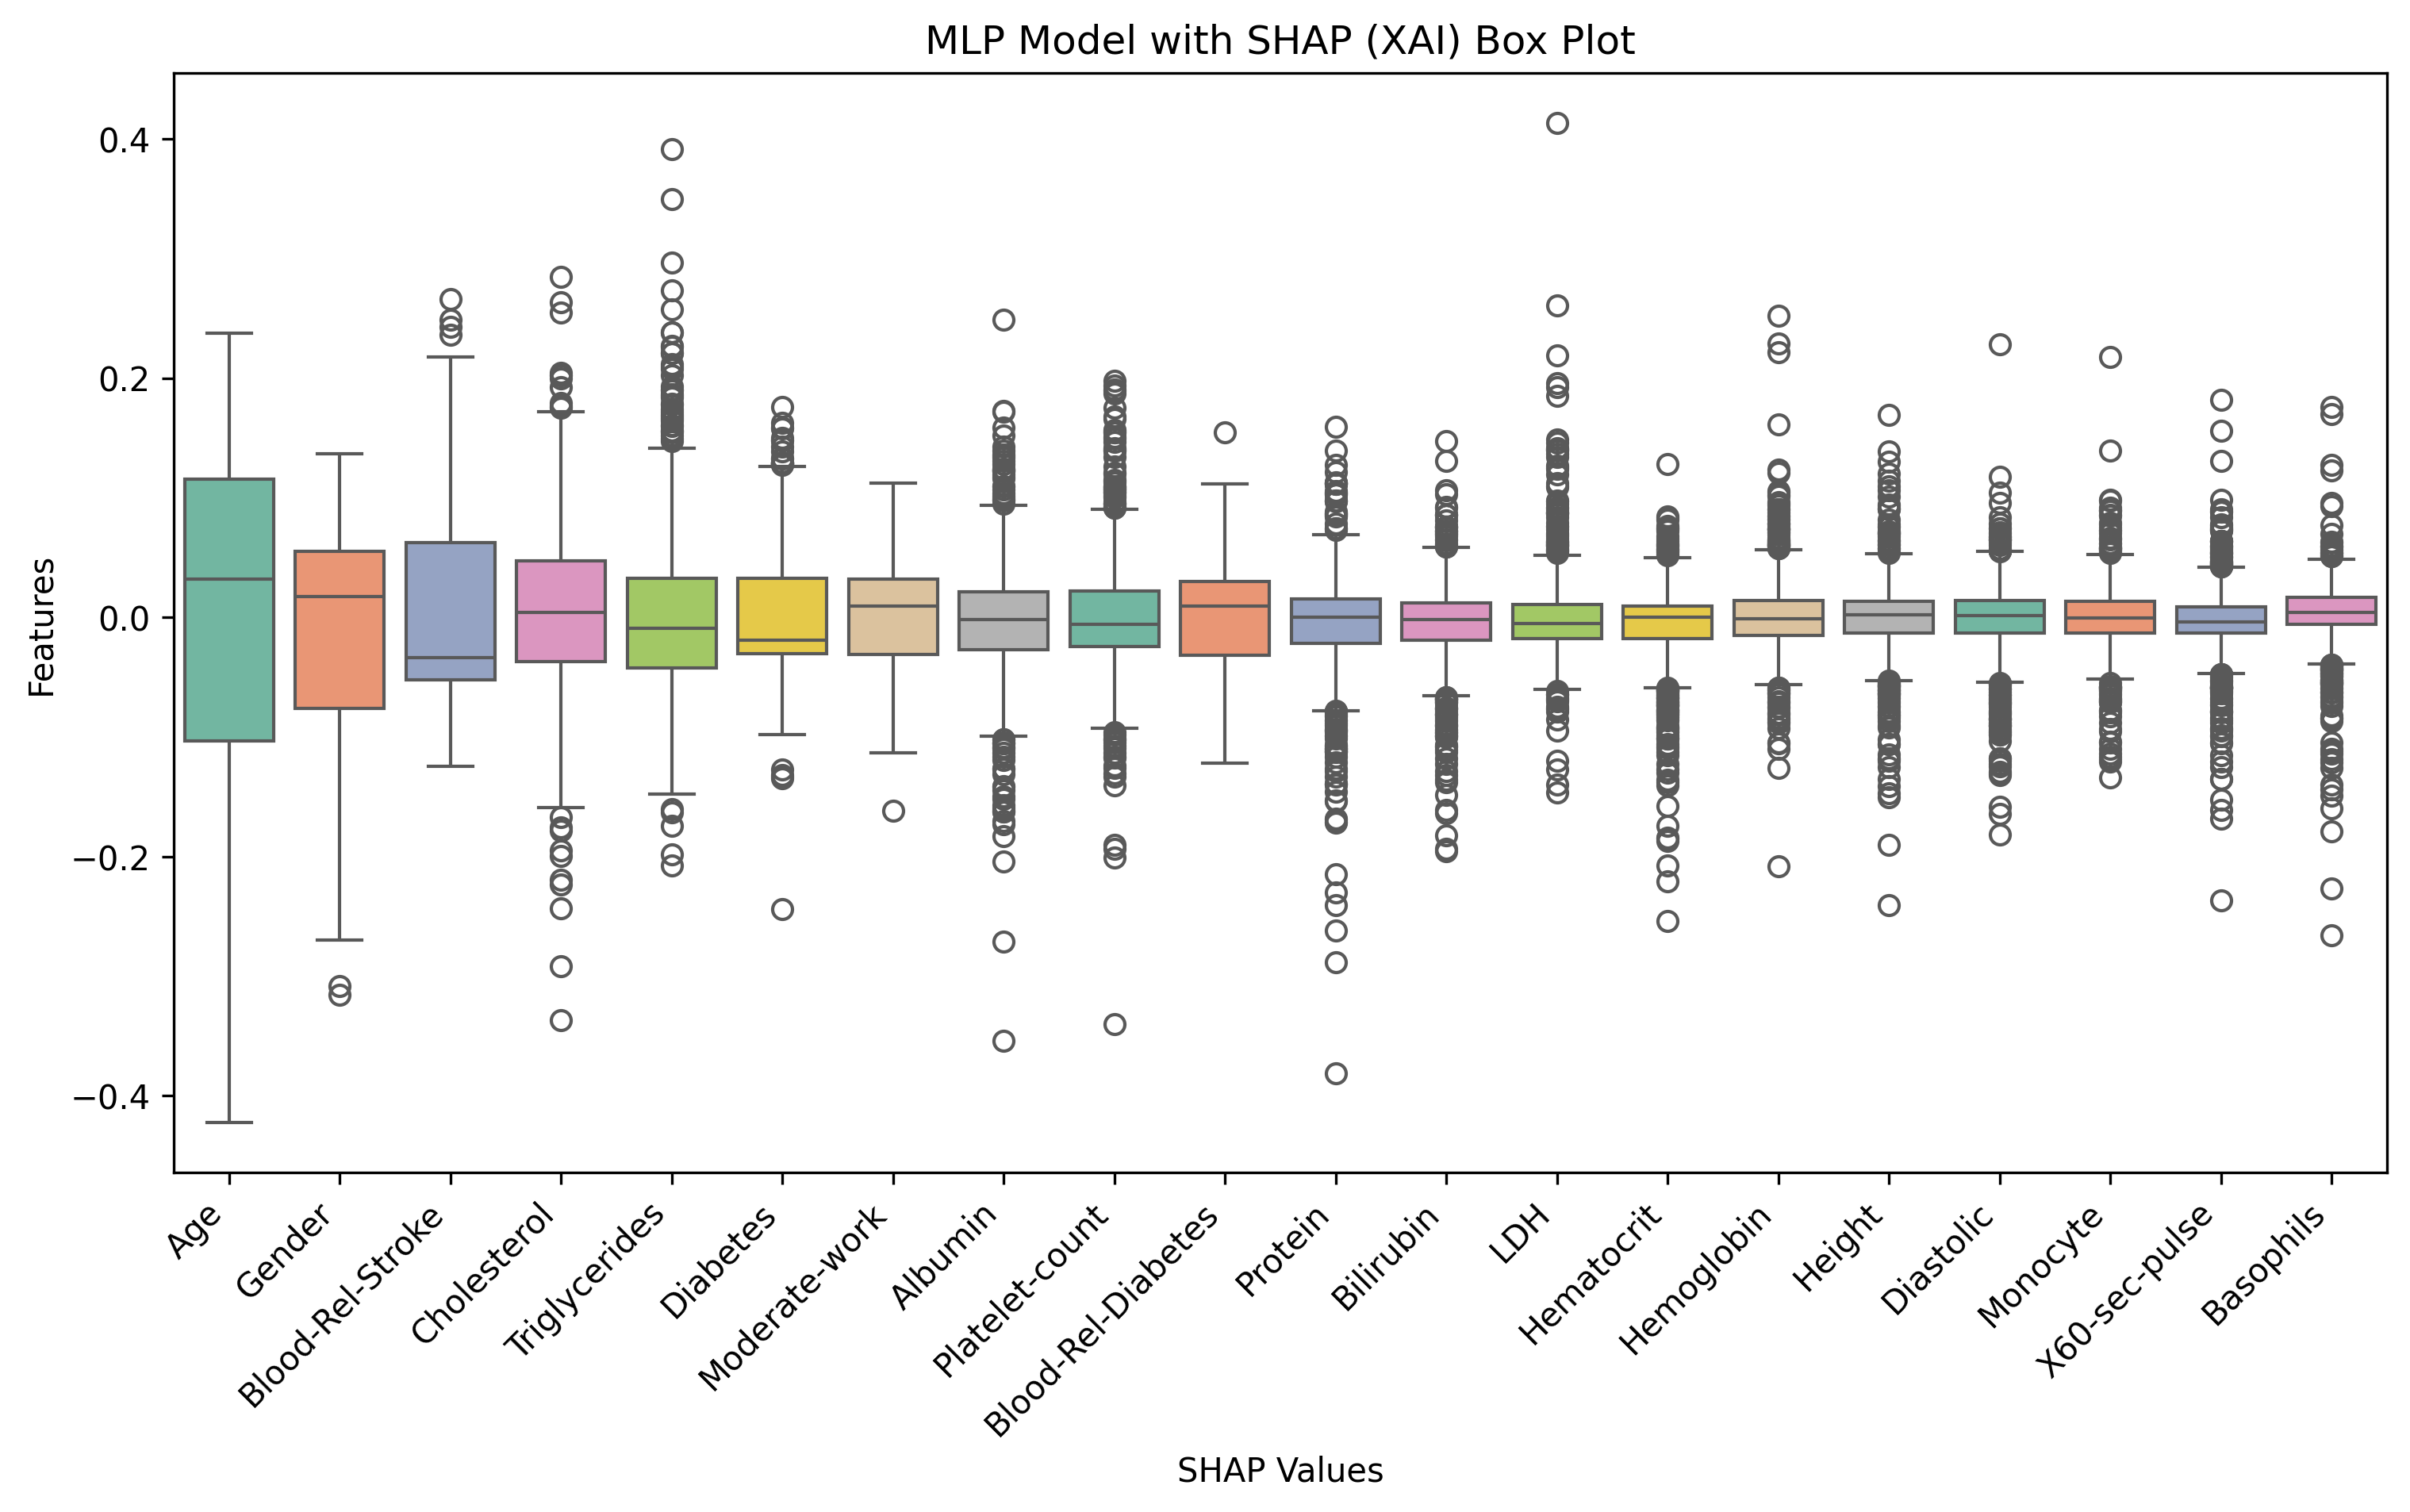 MLP Model with SHAP (XAI) Box Plot
Features
0.4
0.2
0.0
−0.2
−0.4
Age
Gender
Blood-Rel-Stroke
Cholesterol
Triglycerides
Diabetes
Moderate-work
Albumin
Platelet-count
Blood-Rel-Diabetes
Protein
Bilirubin
LDH
Hematocrit
Hemoglobin
Height
Diastolic
Monocyte
X60-sec-pulse
Basophils
SHAP Values